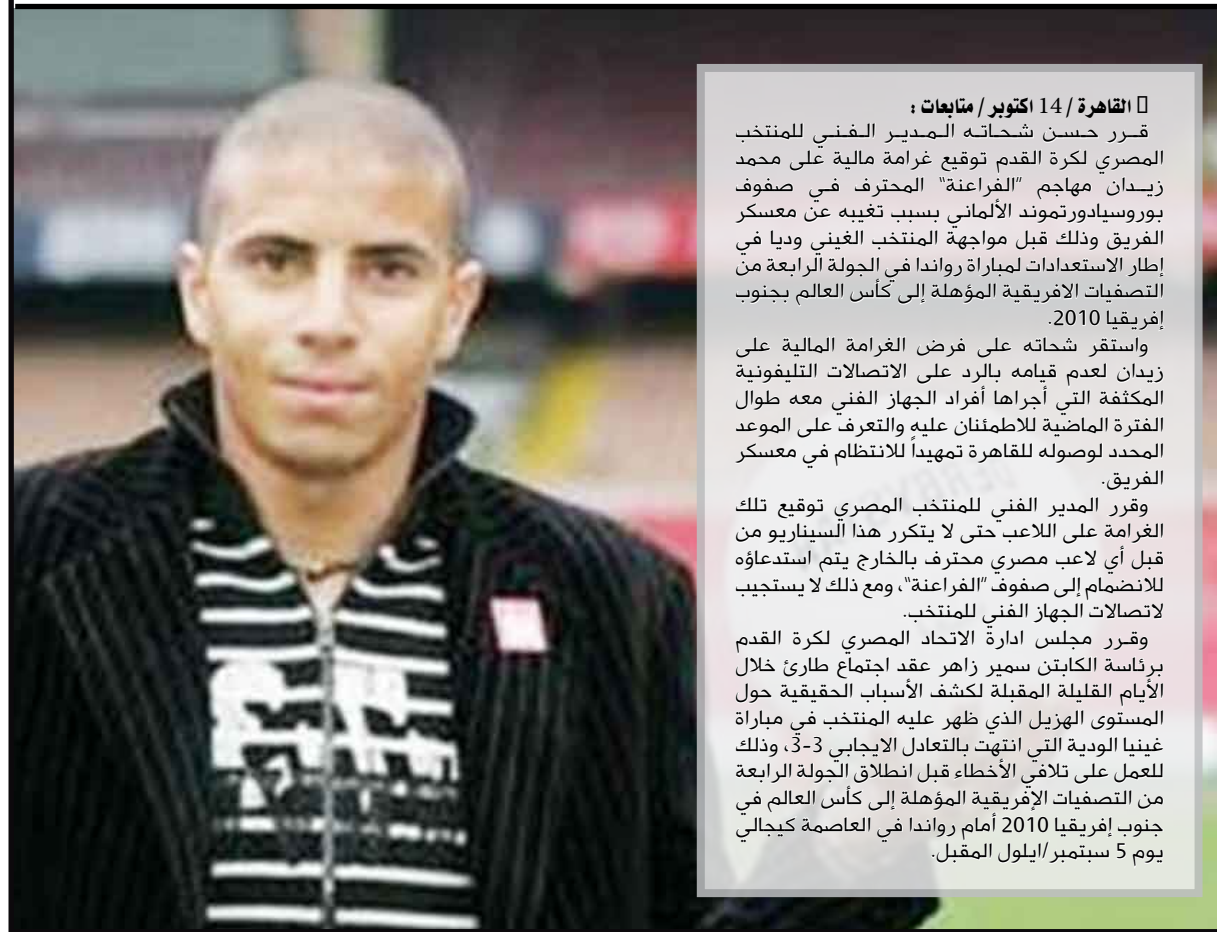 القاهرة / 14 اكتوبر / متابعات :
قرر حسن شحاته المدير الفني للمنتخب
المصري لكرة القدم توقيع غرامة مالية على محمد
زيدان مهاجم "الفراعنة" المحترف في صفوف
بوروسيادورتموند الألماني بسبب تغيبه عن معسكر
الفريق وذلك قبل مواجهة المنتخب الغيني وديا في
إطار الاستعدادات لمباراة رواندا في الجولة الرابعة من
التصفيات الافريقية المؤهلة إلى كأس العالم بجنوب
إفريقيا 2010.
واستقر شحاته على فرض الغرامة المالية على
زيدان لعدم قيامه بالرد على الاتصالات التليفونية
المكثفة التي أجراها أفراد الجهاز الفني معه طوال
الفترة الماضية للاطمئنان عليه والتعرف على الموعد
المحدد لوصوله للقاهرة تمهيداً للانتظام في معسكر
الفريق.
وقرر المدير الفني للمنتخب المصري توقيع تلك
الغرامة على اللاعب حتى لا يتكرر هذا السيناريو من
قبل أي لاعب مصري محترف بالخارج يتم استدعاؤه
للانضمام إلى صفوف "الفراعنة"، ومع ذلك لا يستجيب
لاتصالات الجهاز الفني للمنتخب.
وقرر مجلس ادارة الاتحاد المصري لكرة القدم
برئاسة الكابتن سمير زاهر عقد اجتماع طارئ خلال
الأيام القليلة المقبلة لكشف الأسباب الحقيقية حول
المستوى الهزيل الذي ظهر عليه المنتخب في مباراة
غينيا الودية التي انتهت بالتعادل الايجابي 3-3، وذلك
للعمل على تلافي الأخطاء قبل انطلاق الجولة الرابعة
من التصفيات الإفريقية المؤهلة إلى كأس العالم في
جنوب إفريقيا 2010 أمام رواندا في العاصمة كيجالي
يوم 5 سبتمبر/ايلول المقبل.